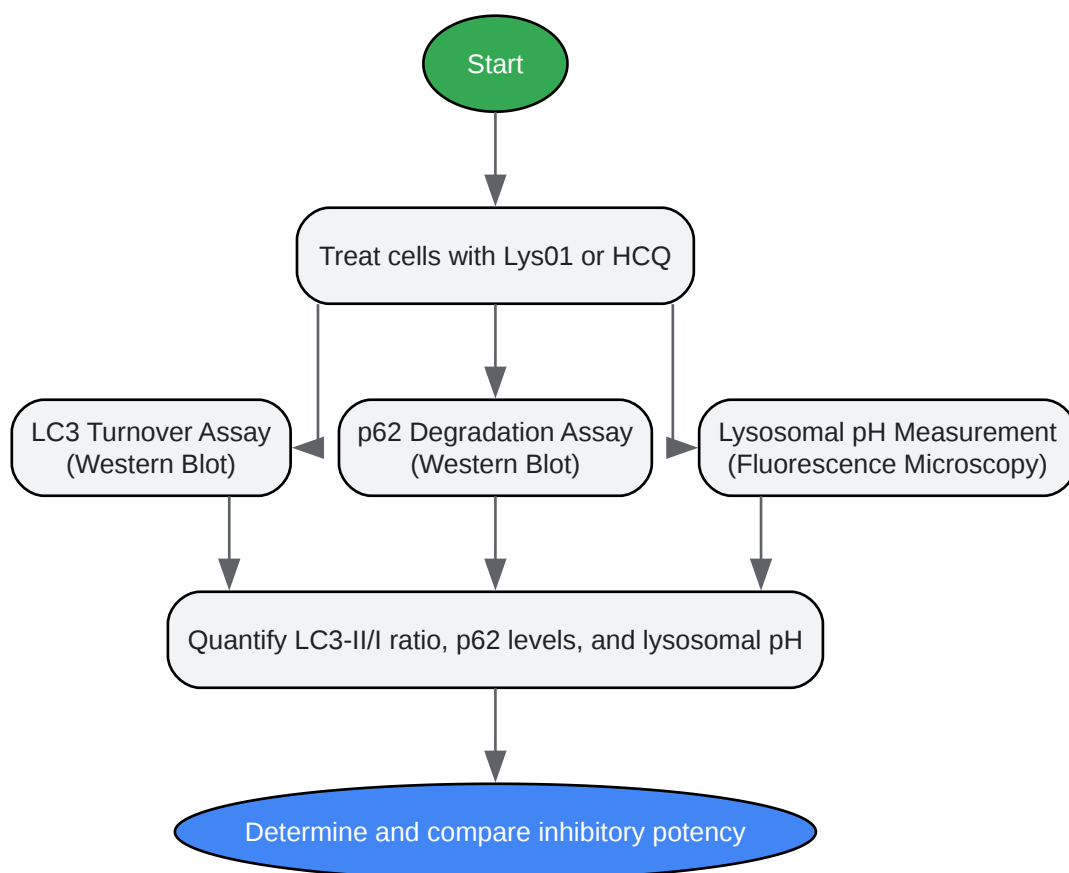 Start
Treat cells with Lys01 or HCQ
LC3 Turnover Assay
(Western Blot)
p62 Degradation Assay
(Western Blot)
Lysosomal pH Measurement
(Fluorescence Microscopy)
Quantify LC3-II/I ratio, p62 levels, and lysosomal pH
Determine and compare inhibitory potency